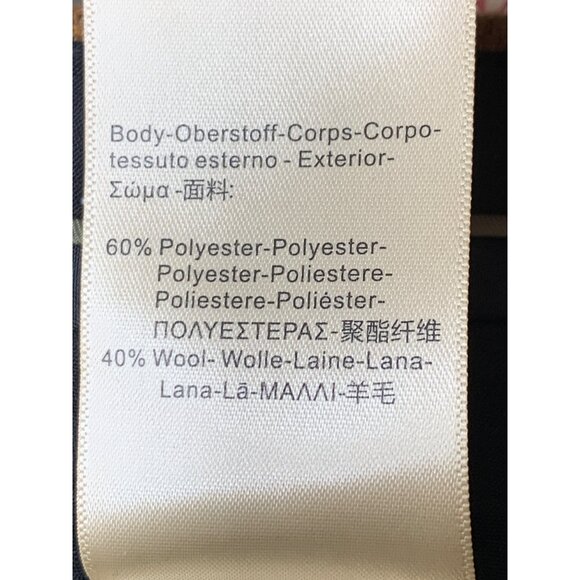 Body-Oberstoff-Corps-Corpo-
tessuto esterno - Exterior-
Σώμα -面料:
60% Polyester-Polyester-
Polyester-Poliestere-
Poliestere-Poliéster-
ΠΟΛΥΕΣΤΕΡΑΣ-聚酯纤维
40% Wool- Wolle-Laine-Lana-
Lana-Lã-ΜΑΛΛΙ-羊毛